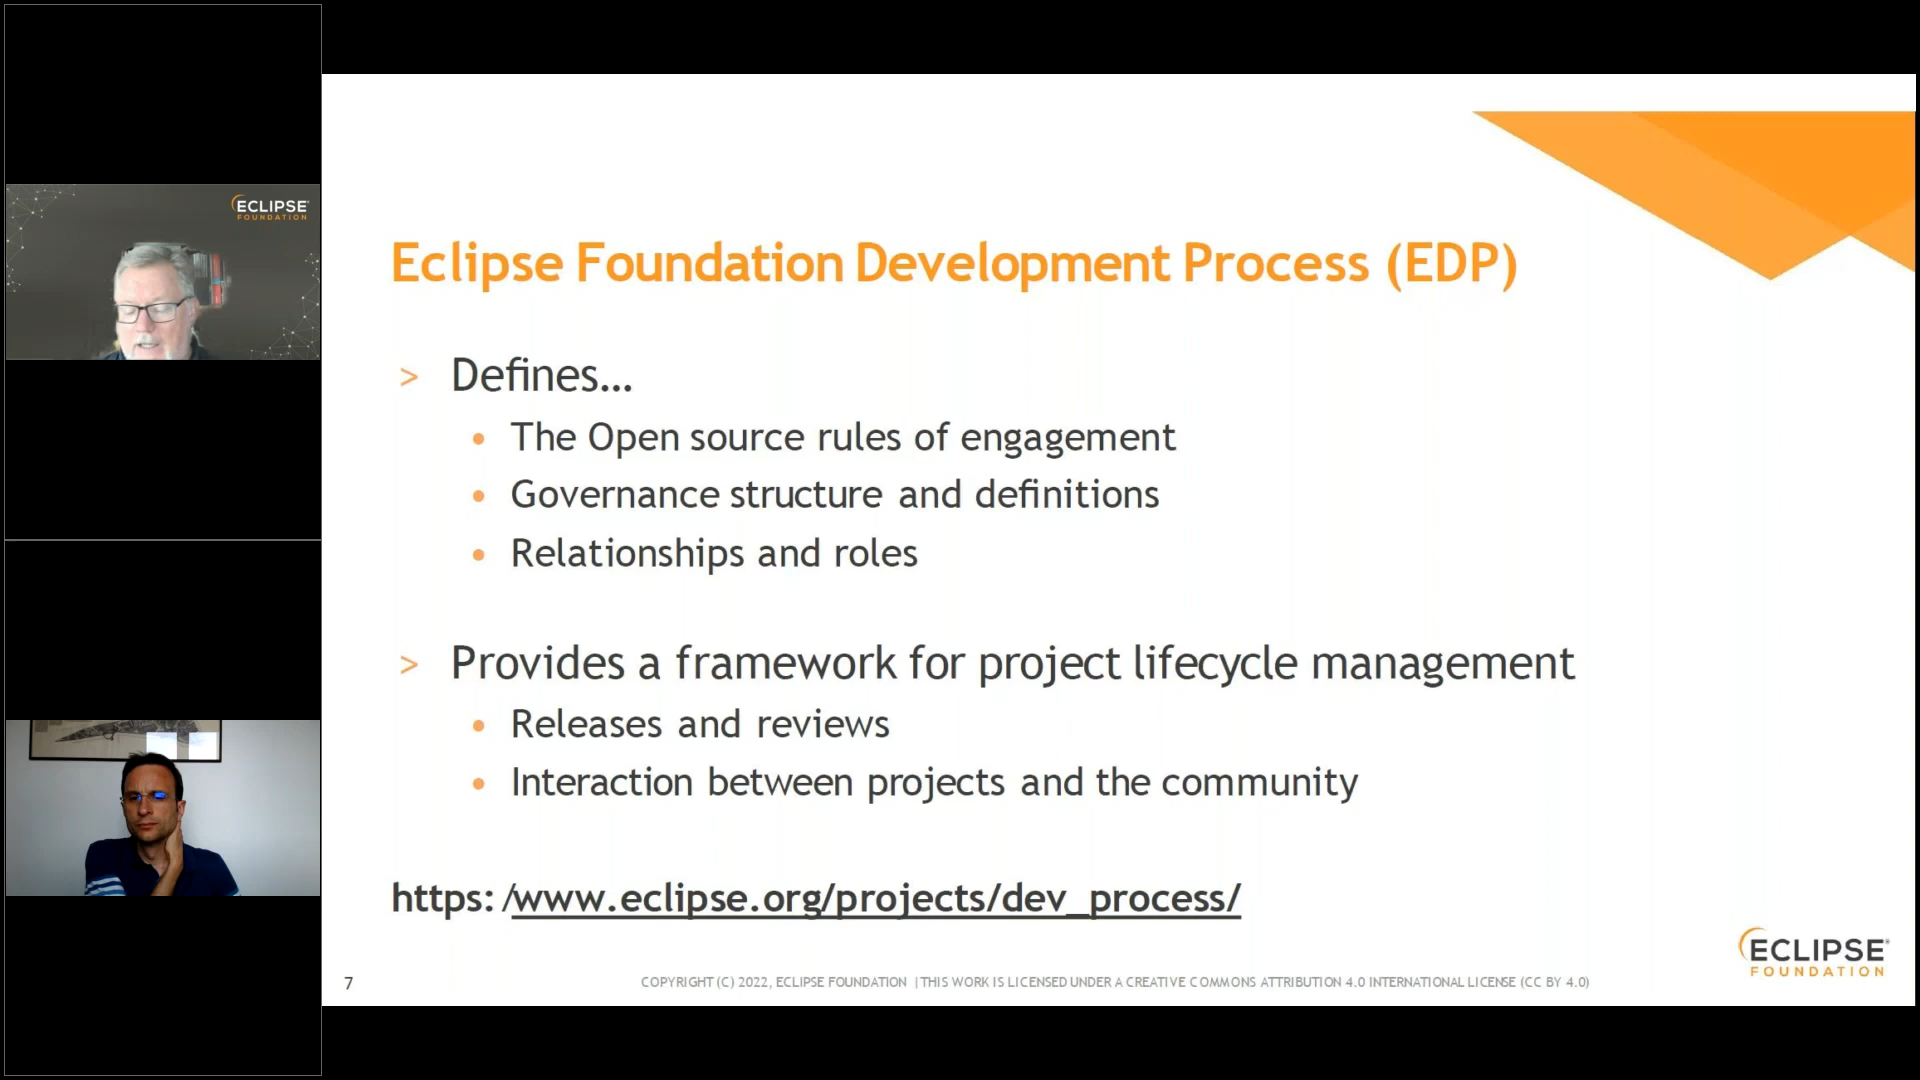 ECLIPSE
FOUNDATION
Eclipse Foundation Development Process (EDP)
> Defines...
• The Open source rules of engagement
• Governance structure and definitions
• Relationships and roles
> Provides a framework for project lifecycle management
• Releases and reviews
• Interaction between projects and the community
https: /www.eclipse.org/projects/dev_process/
ECLIPSE®
FOUNDATION
7
COPYRIGHT (C) 2022, ECLIPSE FOUNDATION | THIS WORK IS LICENSED UNDER A CREATIVE COMMONS ATTRIBUTION 4.0 INTERNATIONAL LICENSE (CC BY 4.0)